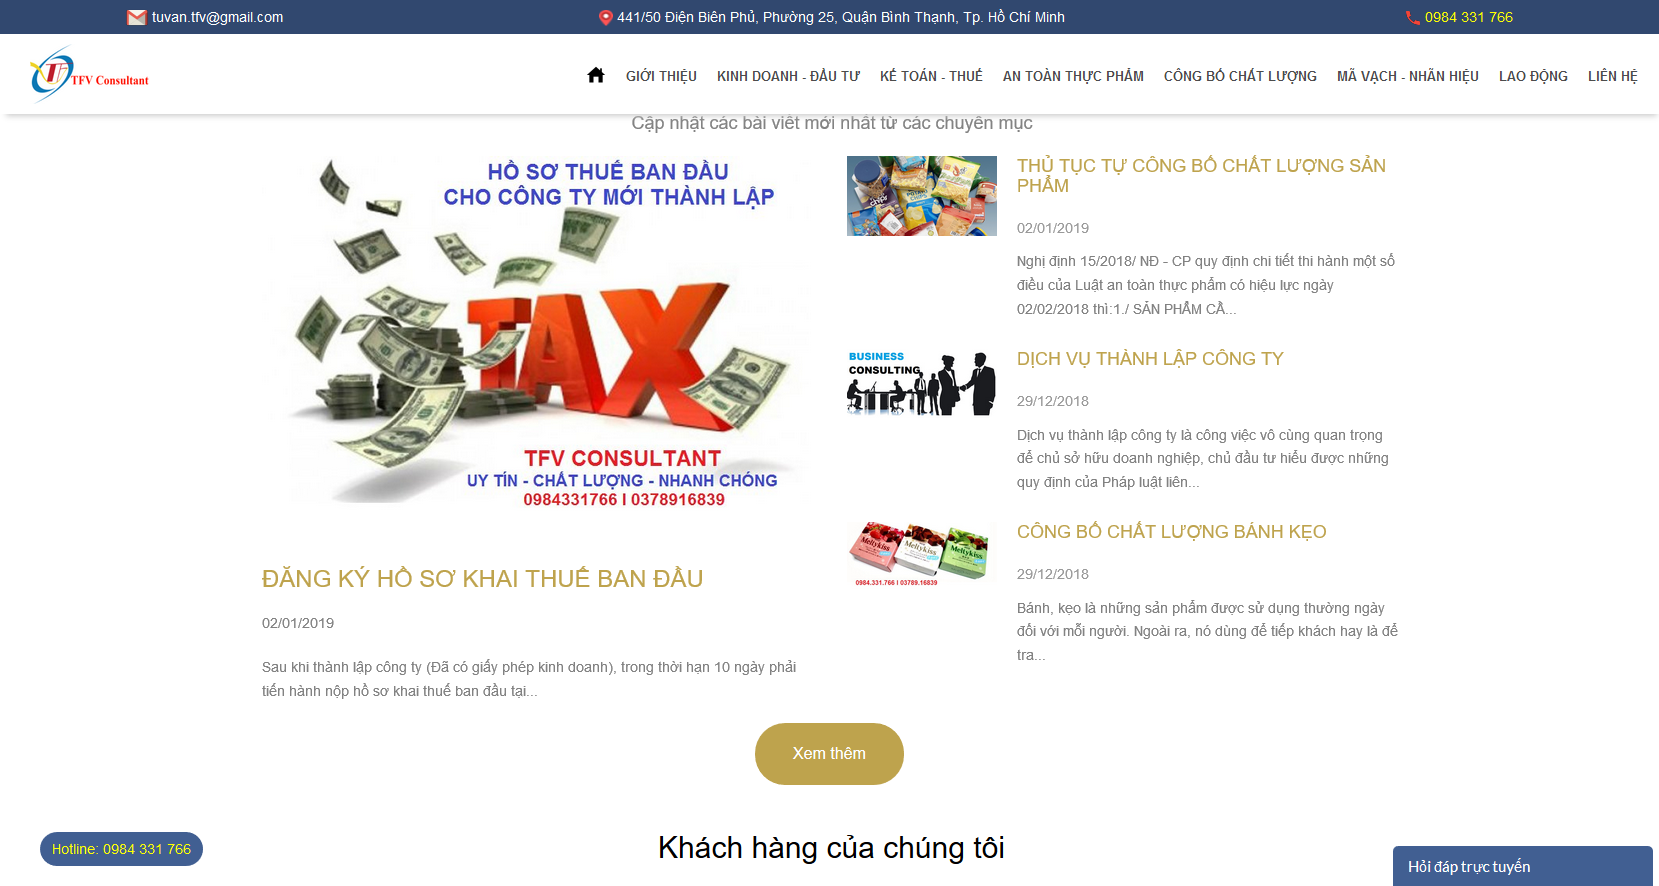 tuvan.tfv@gmail.com
441/50 Điện Biên Phủ, Phường 25, Quận Bình Thạnh, Tp. Hồ Chí Minh
0984 331 766
TFV Consultant
GIỚI THIỆU
KINH DOANH - ĐẦU TƯ
KẾ TOÁN - THUẾ
AN TOÀN THỰC PHẨM
CÔNG BỐ CHẤT LƯỢNG
MÃ VẠCH - NHÃN HIỆU
LAO ĐỘNG
LIÊN HỆ
Cập nhật các bài viết mới nhất từ các chuyên mục
HỒ SƠ THUẾ BAN ĐẦU
CHO CÔNG TY MỚI THÀNH LẬP
TAX
TFV CONSULTANT
UY TÍN - CHẤT LƯỢNG - NHANH CHÓNG
0984331766 I 0378916839
ĐĂNG KÝ HỒ SƠ KHAI THUẾ BAN ĐẦU
02/01/2019
Sau khi thành lập công ty (Đã có giấy phép kinh doanh), trong thời hạn 10 ngày phải
tiến hành nộp hồ sơ khai thuế ban đầu tại...
THỦ TỤC TỰ CÔNG BỐ CHẤT LƯỢNG SẢN
PHẨM
02/01/2019
Nghị định 15/2018/ NĐ - CP quy định chi tiết thi hành một số
điều của Luật an toàn thực phẩm có hiệu lực ngày
02/02/2018 thì:1./ SẢN PHẨM CẦ...
BUSINESS
CONSULTING
DỊCH VỤ THÀNH LẬP CÔNG TY
29/12/2018
Dịch vụ thành lập công ty là công việc vô cùng quan trọng
để chủ sở hữu doanh nghiệp, chủ đầu tư hiểu được những
quy định của Pháp luật liên...
Meltykiss
Meltykiss
Meltykiss
0984.331.766 I 03789.16839
CÔNG BỐ CHẤT LƯỢNG BÁNH KẸO
29/12/2018
Bánh, kẹo là những sản phẩm được sử dụng thường ngày
đối với mỗi người. Ngoài ra, nó dùng để tiếp khách hay là để
tra...
Xem thêm
Khách hàng của chúng tôi
Hotline: 0984 331 766
Hỏi đáp trực tuyến